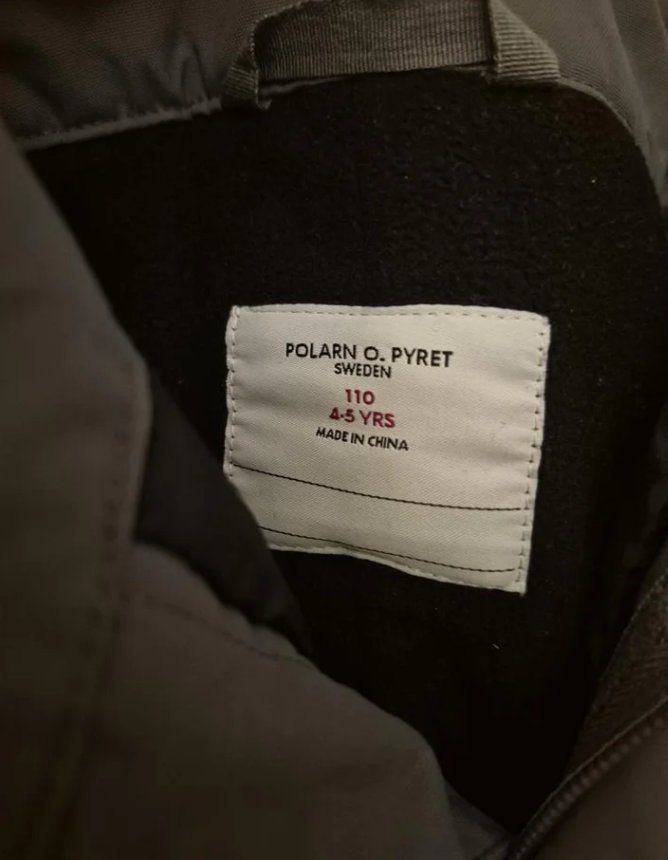 POLARN O. PYRET
SWEDEN
110
4-5 YRS
MADE IN CHINA